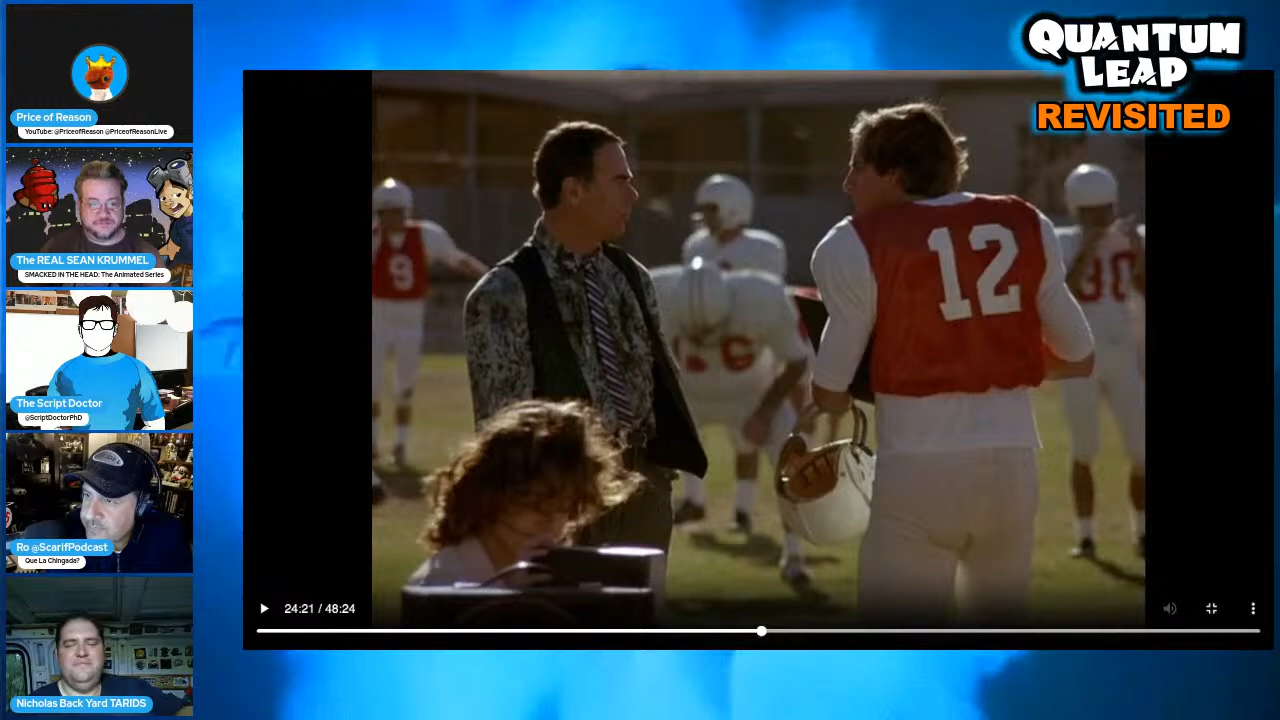 Price of Reason
YouTube: @PriceofReason @PriceofReasonLive
The REAL SEAN KRUMMEL
SMACKED IN THE HEAD: The Animated Series
The Script Doctor
@ScriptDoctorPhD
Ro @ScarifPodcast
Que La Chingada?
Nicholas Back Yard TARIDS
QUANTUM
LEAP
REVISITED
9
12
24:21 / 48:24